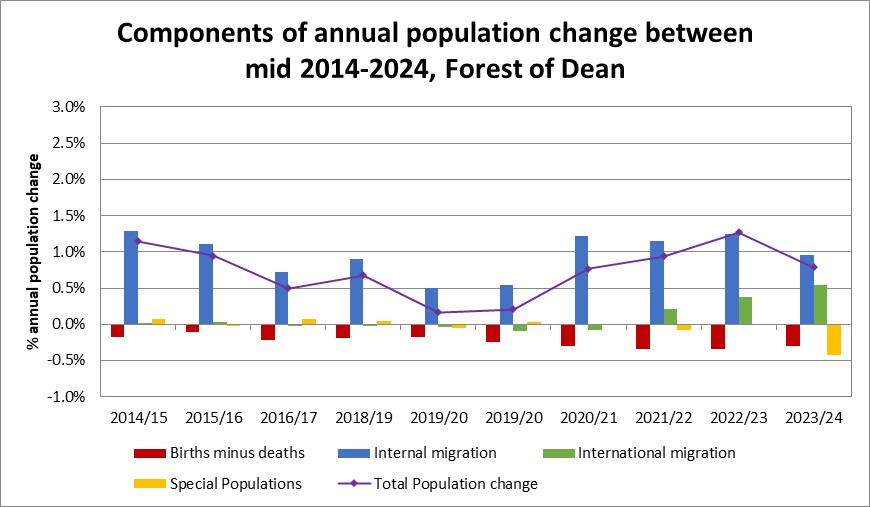 Components of annual population change between
mid 2014-2024, Forest of Dean
% annual population change
3.0%
2.5%
2.0%
1.5%
1.0%
0.5%
0.0%
-0.5%
-1.0%
2014/15 2015/16 2016/17 2018/19 2019/20 2019/20 2020/21 2021/22 2022/23 2023/24
Births minus deaths Internal migration International migration
Special Populations Total Population change